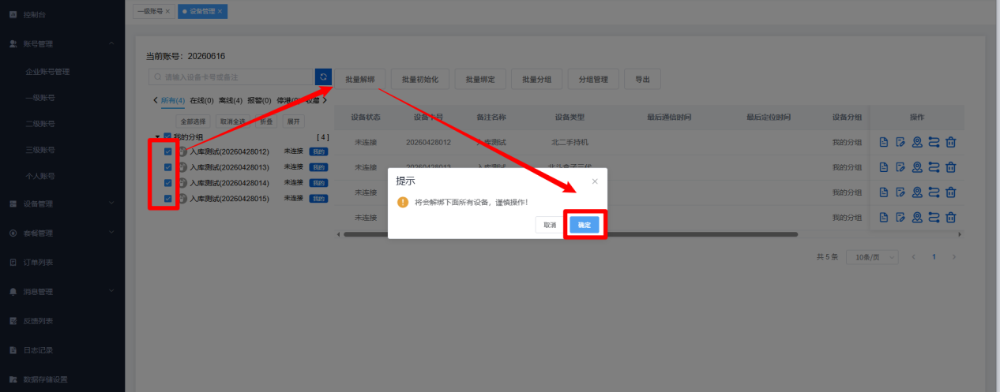 控制台
账号管理
企业账号管理
一级账号
二级账号
三级账号
个人账号
设备管理
套餐管理
订单列表
消息管理
反馈列表
日志记录
数据存储设置
一级账号 ×
设备管理 ×
当前账号：20260616
请输入设备卡号或备注
批量解绑 批量初始化 批量绑定 批量分组 分组管理 导出
所有(4) 在线(0) 离线(4) 报警(0)
全部选择 取消全选 折叠 展开
我的分组 [4]
入库测试(20260428012) 未连接 我的
入库测试(20260428013) 未连接 我的
入库测试(20260428014) 未连接 我的
入库测试(20260428015) 未连接 我的
设备状态 设备卡号 备注名称 设备类型 最后通信时间 最后定位时间 设备分组 操作
未连接 20260428012 入库测试 北二手持机 我的分组
未连接 20260428013 入库测试 北斗盒子三代 我的分组
未连接 我的分组
未连接 我的分组
共 5 条 10条/页 1
提示
将会解绑下面所有设备，谨慎操作！
取消 确定